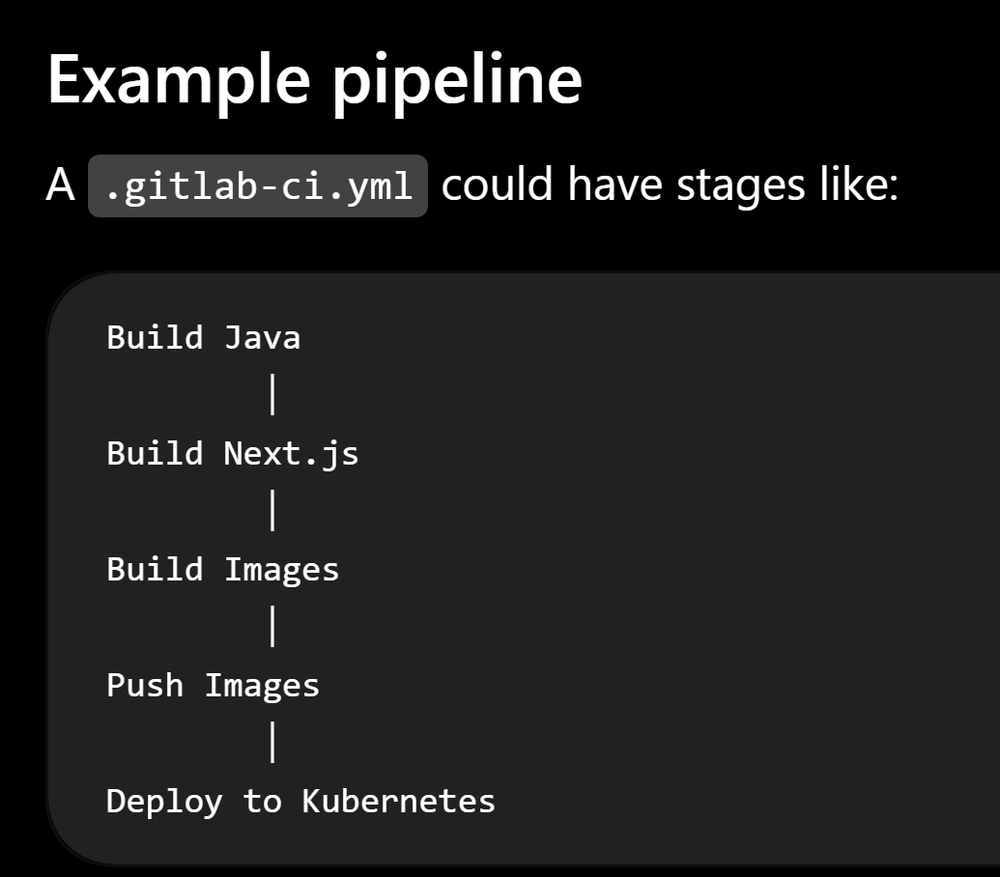 Example pipeline
A .gitlab-ci.yml could have stages like:
Build Java
|
Build Next.js
|
Build Images
|
Push Images
|
Deploy to Kubernetes